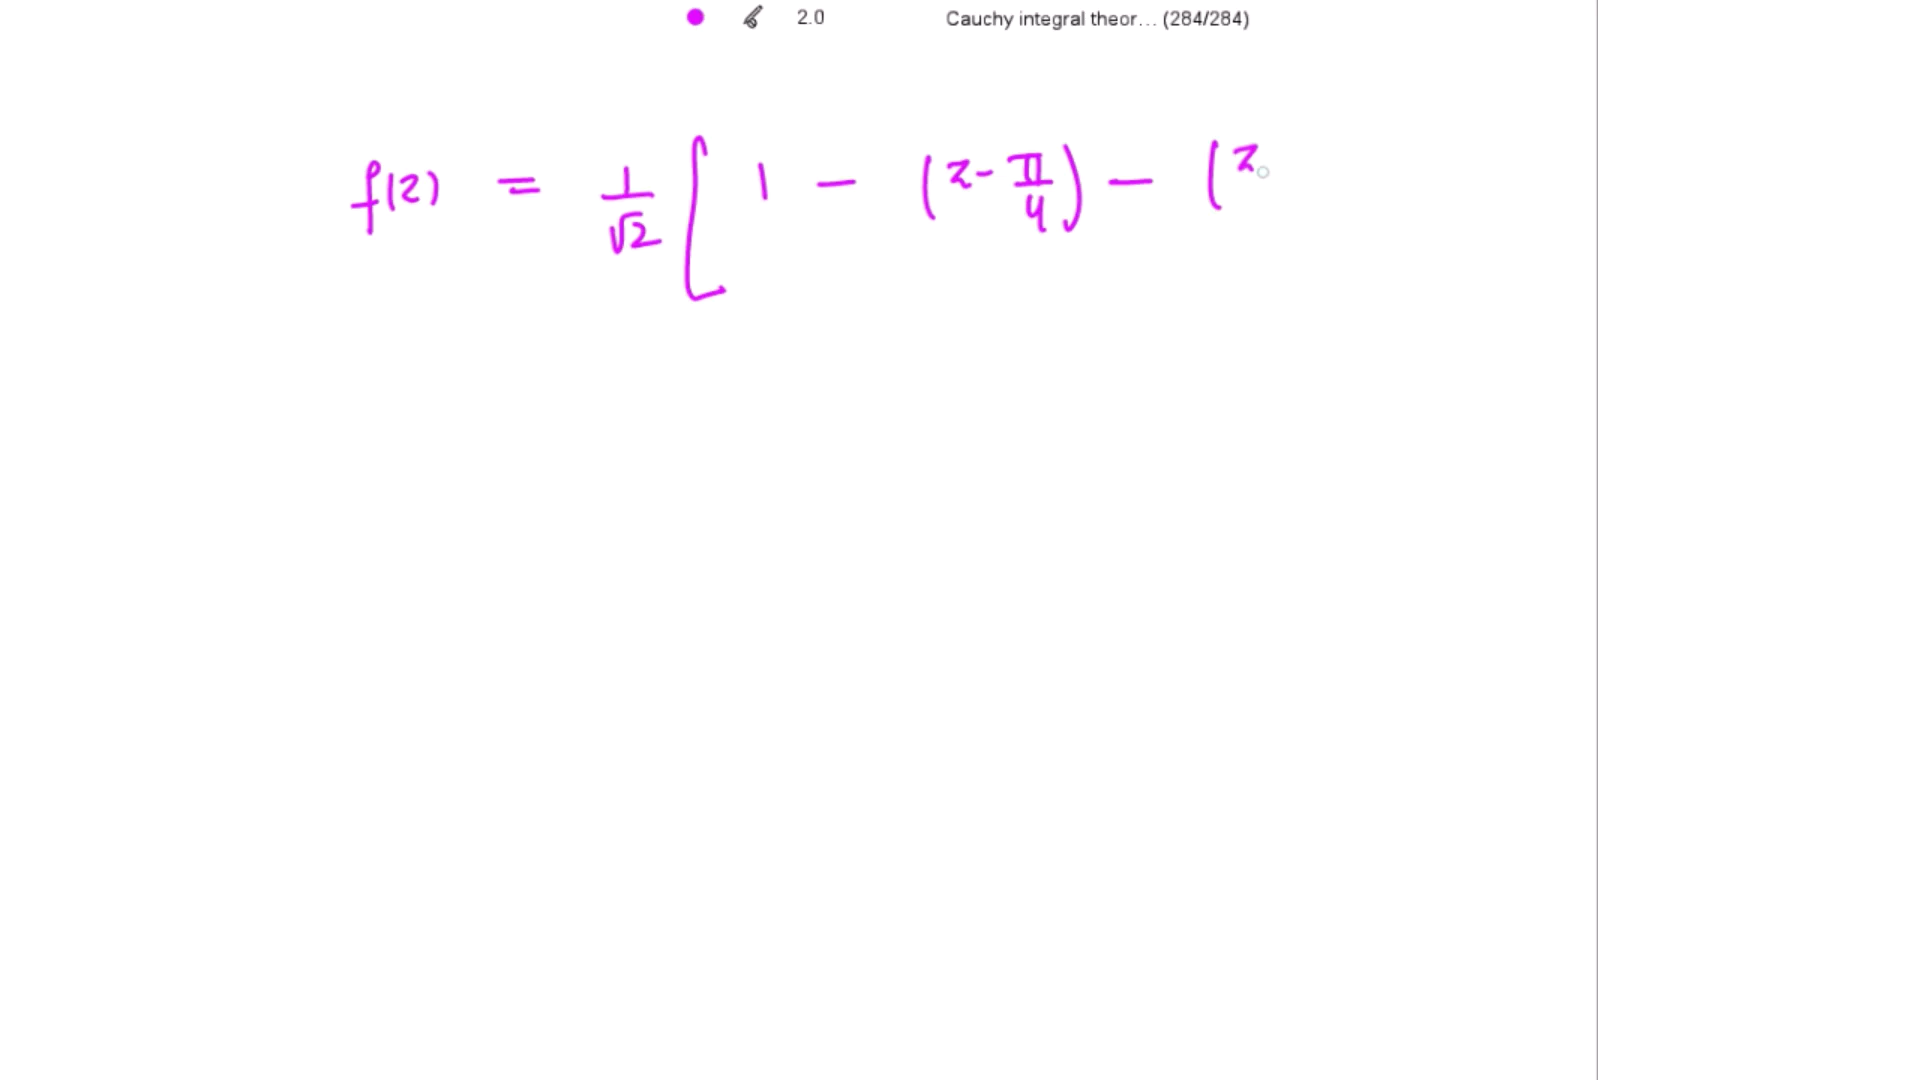 2.0 Cauchy integral theor... (284/284)
f(z) = 1/√2 [ 1 - (z - π/4) - (z